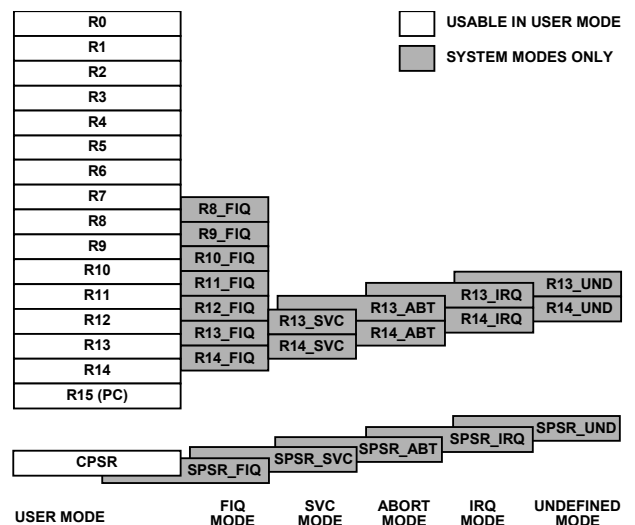 USABLE IN USER MODE
SYSTEM MODES ONLY
R0
R1
R2
R3
R4
R5
R6
R7
R8
R9
R10
R11
R12
R13
R14
R15 (PC)
R8_FIQ
R9_FIQ
R10_FIQ
R11_FIQ
R12_FIQ
R13_FIQ
R14_FIQ
R13_SVC
R14_SVC
R13_ABT
R14_ABT
R13_IRQ
R14_IRQ
R13_UND
R14_UND
CPSR
SPSR_FIQ
SPSR_SVC
SPSR_ABT
SPSR_IRQ
SPSR_UND
USER MODE
FIQ
MODE
SVC
MODE
ABORT
MODE
IRQ
MODE
UNDEFINED
MODE